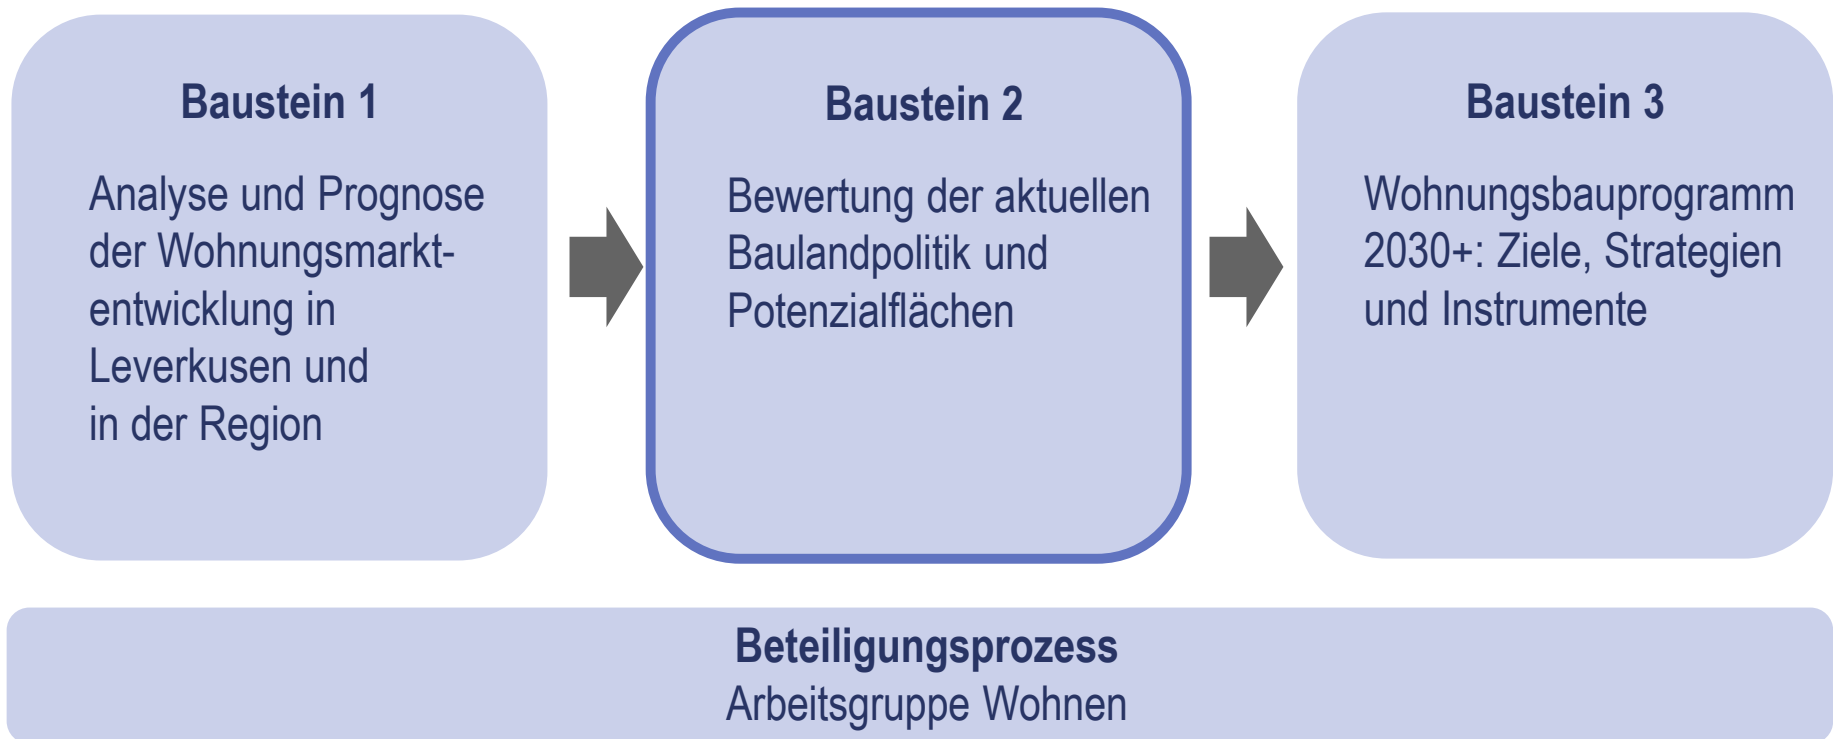 Baustein 1
Analyse und Prognose
der Wohnungsmarkt-
entwicklung in
Leverkusen und
in der Region
Baustein 2
Bewertung der aktuellen
Baulandpolitik und
Potenzialflächen
Baustein 3
Wohnungsbauprogramm
2030+: Ziele, Strategien
und Instrumente
Beteiligungsprozess
Arbeitsgruppe Wohnen